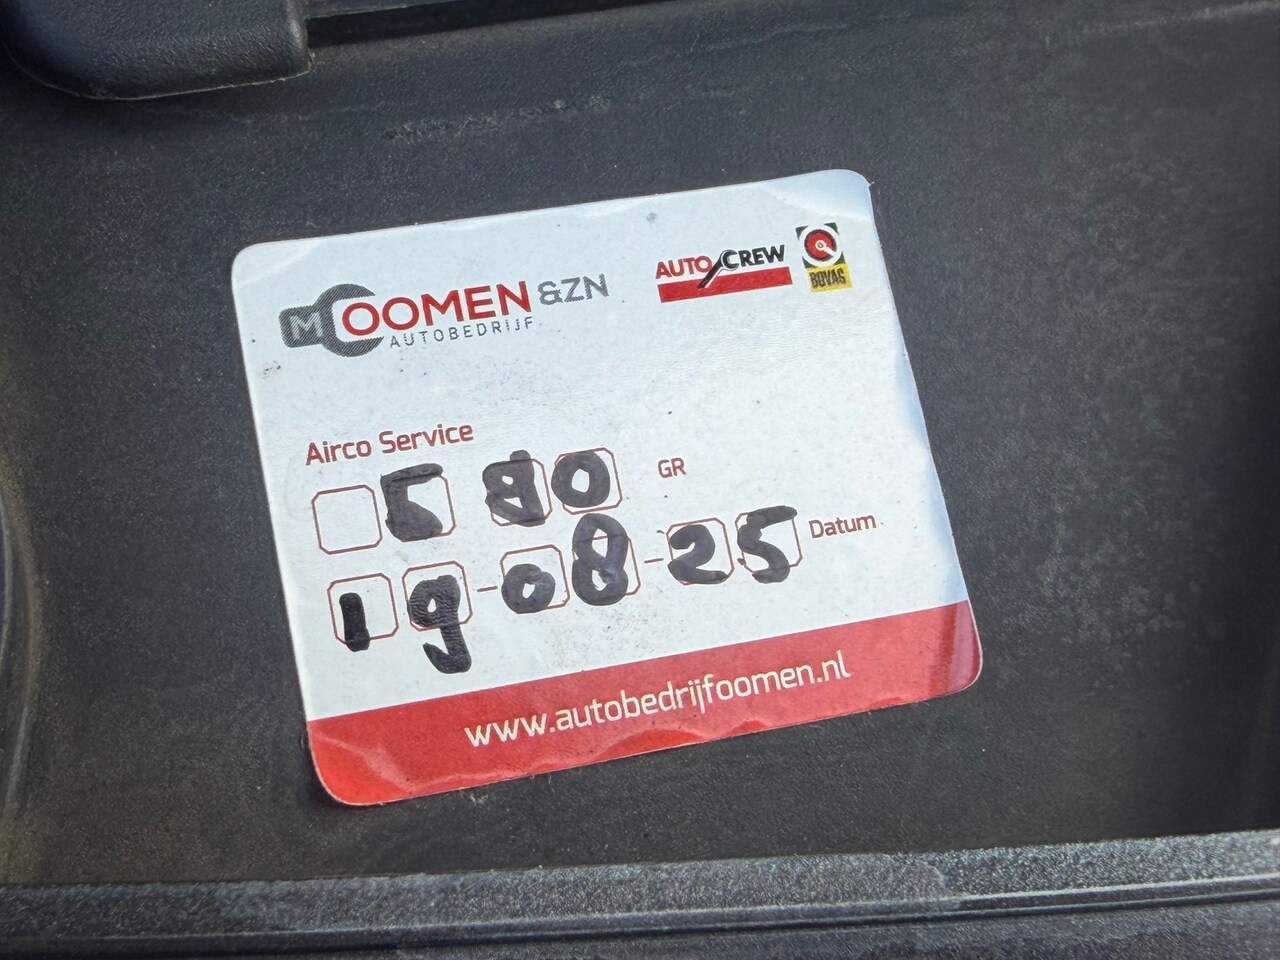 M OOMEN &ZN
AUTOBEDRIJF
AUTO CREW
BOVAG
Airco Service
580 GR
19-08-25 Datum
www.autobedrijfoomen.nl